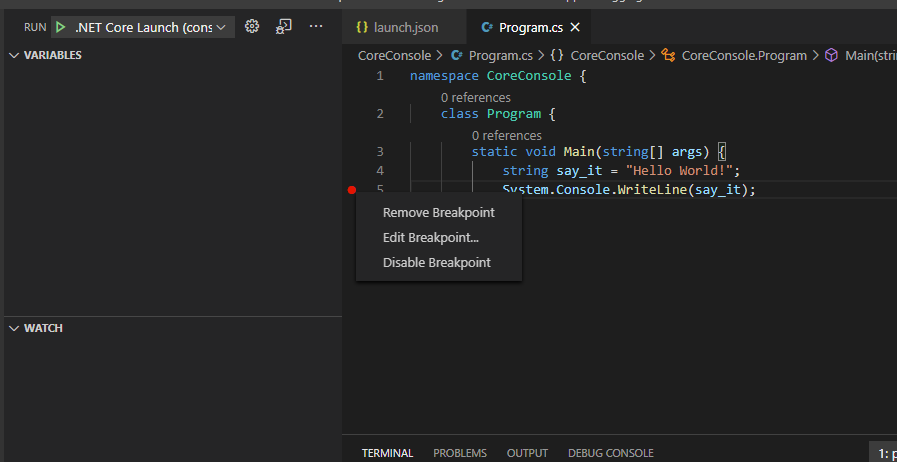 RUN .NET Core Launch (cons
launch.json
Program.cs
VARIABLES
CoreConsole > Program.cs > {} CoreConsole > CoreConsole.Program > Main(stri
1 namespace CoreConsole {
0 references
2 class Program {
0 references
3 static void Main(string[] args) {
4 string say_it = "Hello World!";
5 System.Console.WriteLine(say_it);
Remove Breakpoint
Edit Breakpoint...
Disable Breakpoint
WATCH
TERMINAL PROBLEMS OUTPUT DEBUG CONSOLE 1: p